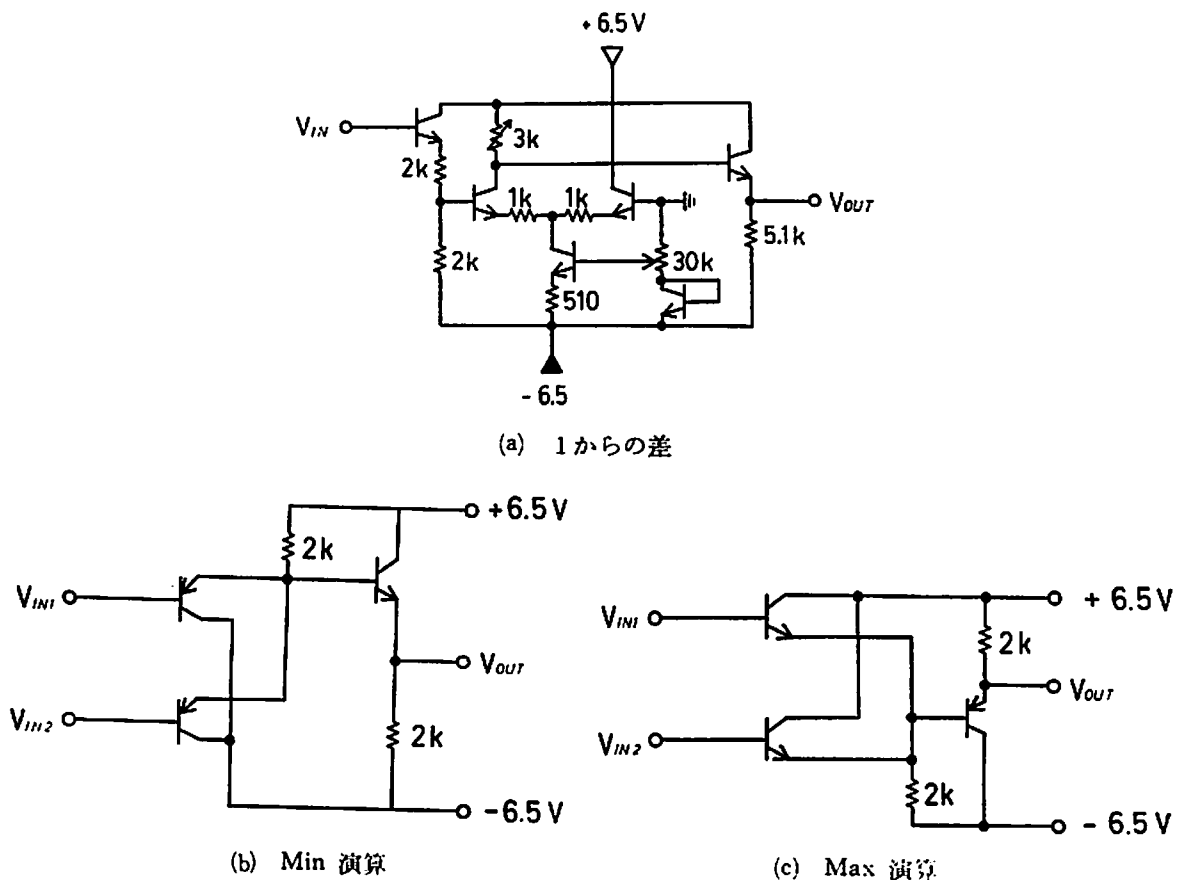 +6.5V
V_IN
3k
2k
1k 1k
V_OUT
2k
30k
5.1k
510
- 6.5
(a) 1からの差
+6.5V
2k
V_IN1
V_OUT
V_IN2
2k
-6.5V
(b) Min 演算
V_IN1
+ 6.5V
2k
V_OUT
V_IN2
2k
- 6.5V
(c) Max 演算